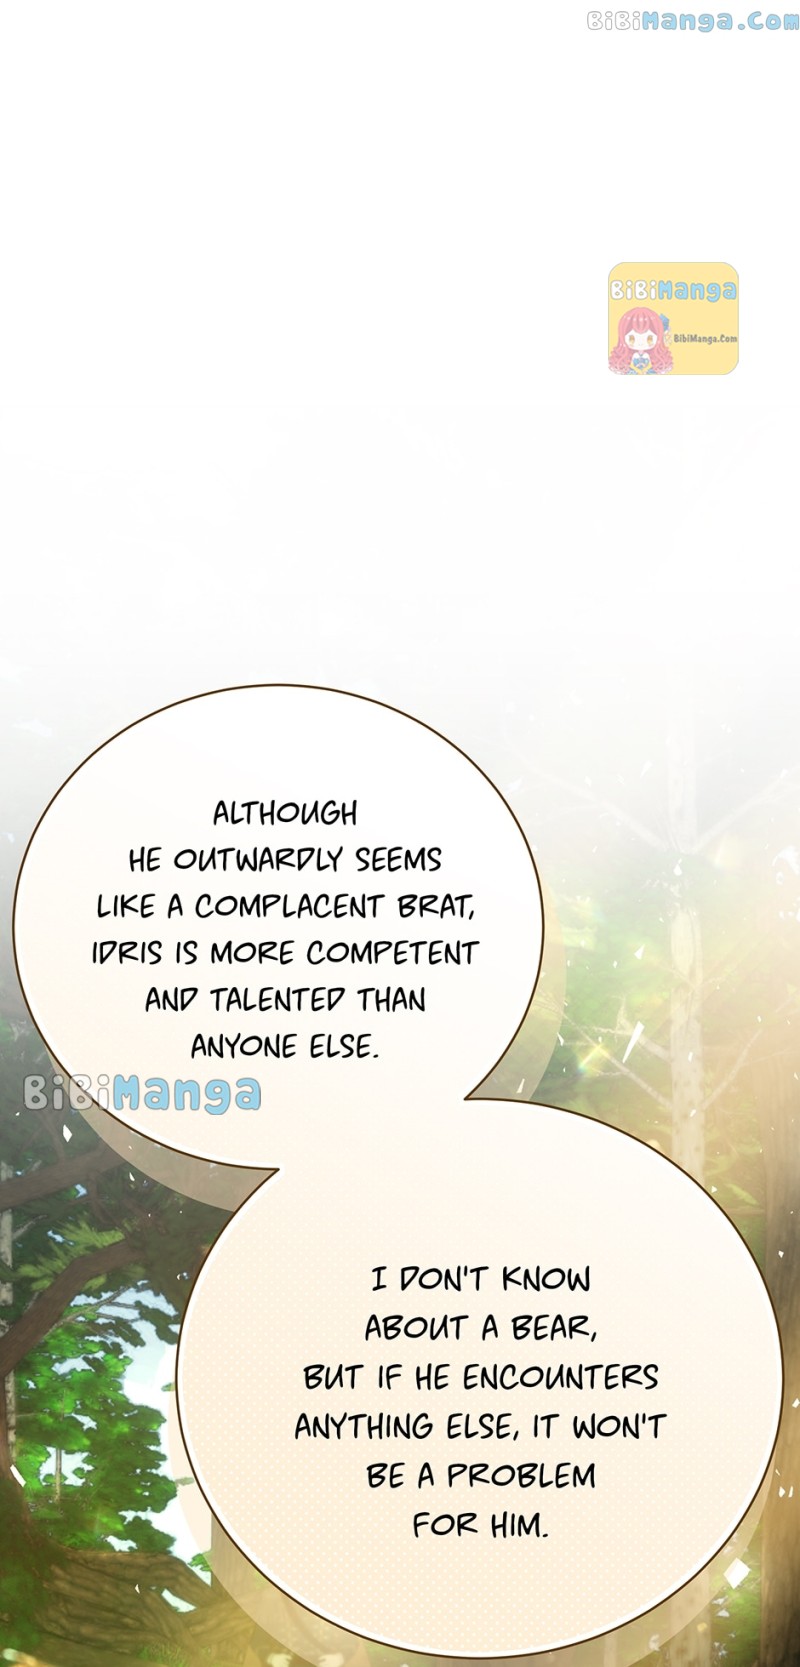 BiBiManga.Com
BiBiManga
BibiManga.Com
ALTHOUGH
HE OUTWARDLY SEEMS
LIKE A COMPLACENT BRAT,
IDRIS IS MORE COMPETENT
AND TALENTED THAN
ANYONE ELSE.
BiBiManga
I DON'T KNOW
ABOUT A BEAR,
BUT IF HE ENCOUNTERS
ANYTHING ELSE, IT WON'T
BE A PROBLEM
FOR HIM.